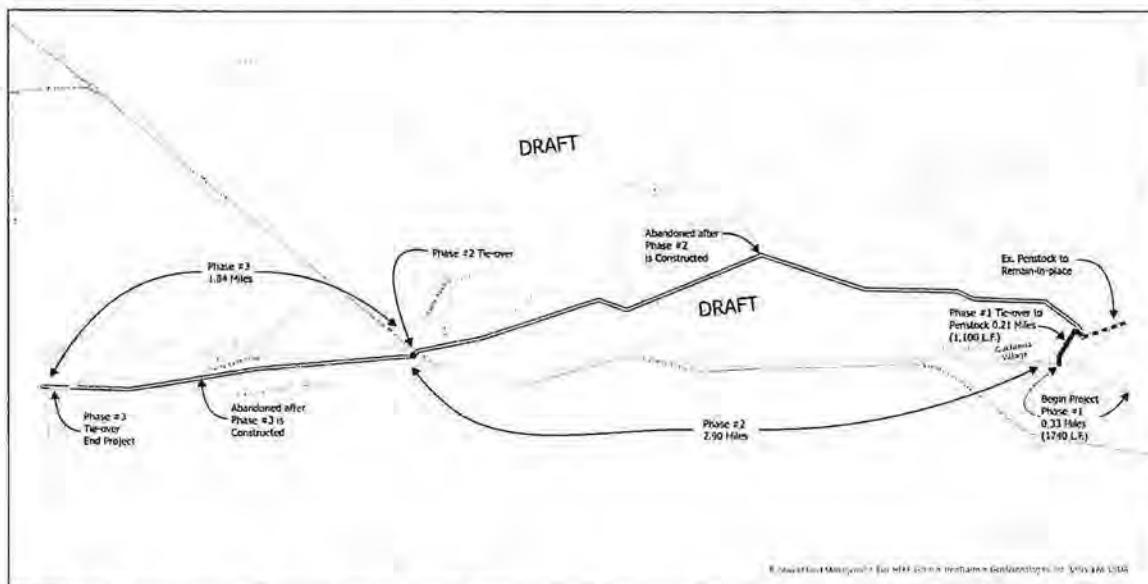 DRAFT
Abandoned after
Phase #2
is Constructed
Phase #2 Tie-over
Ex. Penstock to
Remain-in-place
Phase #3
1.84 Miles
DRAFT
Phase #1 Tie-over to
Penstock 0.21 Miles
(1,100 L.F.)
Village
Phase #3
Tie-over
End Project
Abandoned after
Phase #3 is
Constructed
Phase #2
2.90 Miles
Begin Project
Phase #1
0.33 Miles
(1740 L.F.)